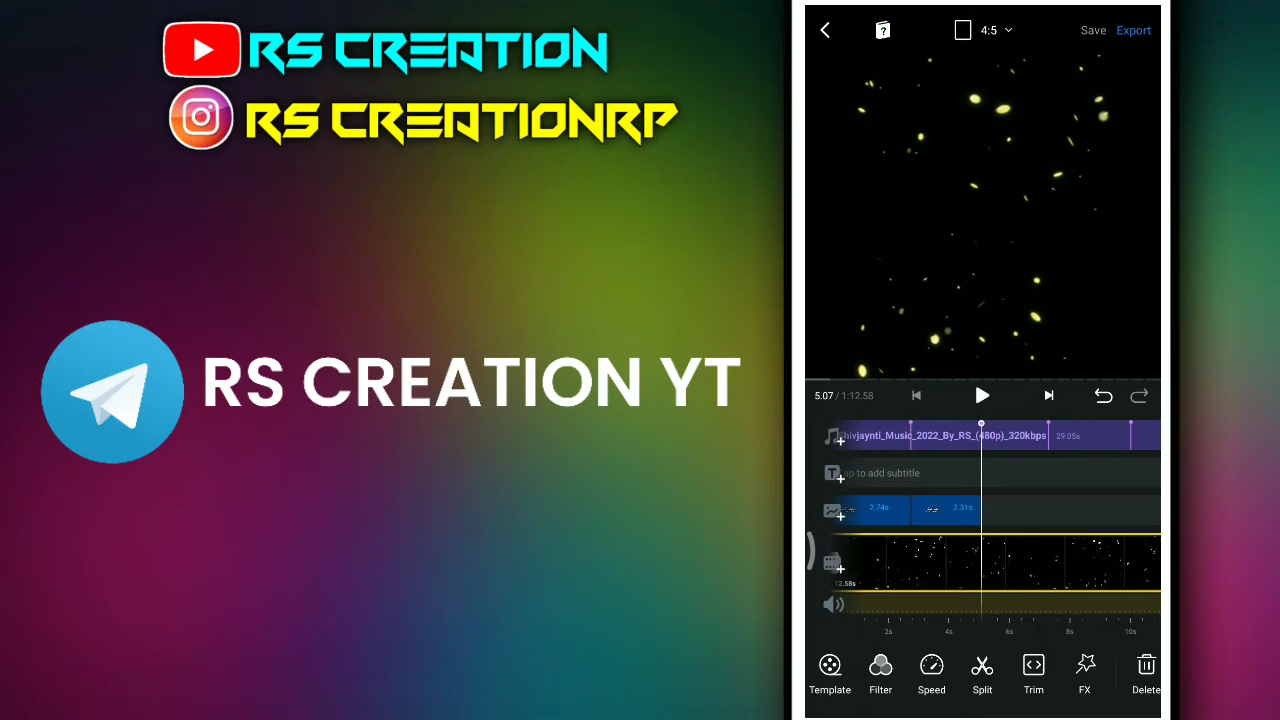 RS CREATION
RS CREATIONRP
RS CREATION YT
4:5
Save
Export
5.07 / 1:12.58
Shivjaynti_Music_2022_By_RS_(480p)_320kbps
29.05s
p to add subtitle
2.74s
2.31s
12.58s
2s
4s
6s
8s
10s
Template
Filter
Speed
Split
Trim
FX
Delete